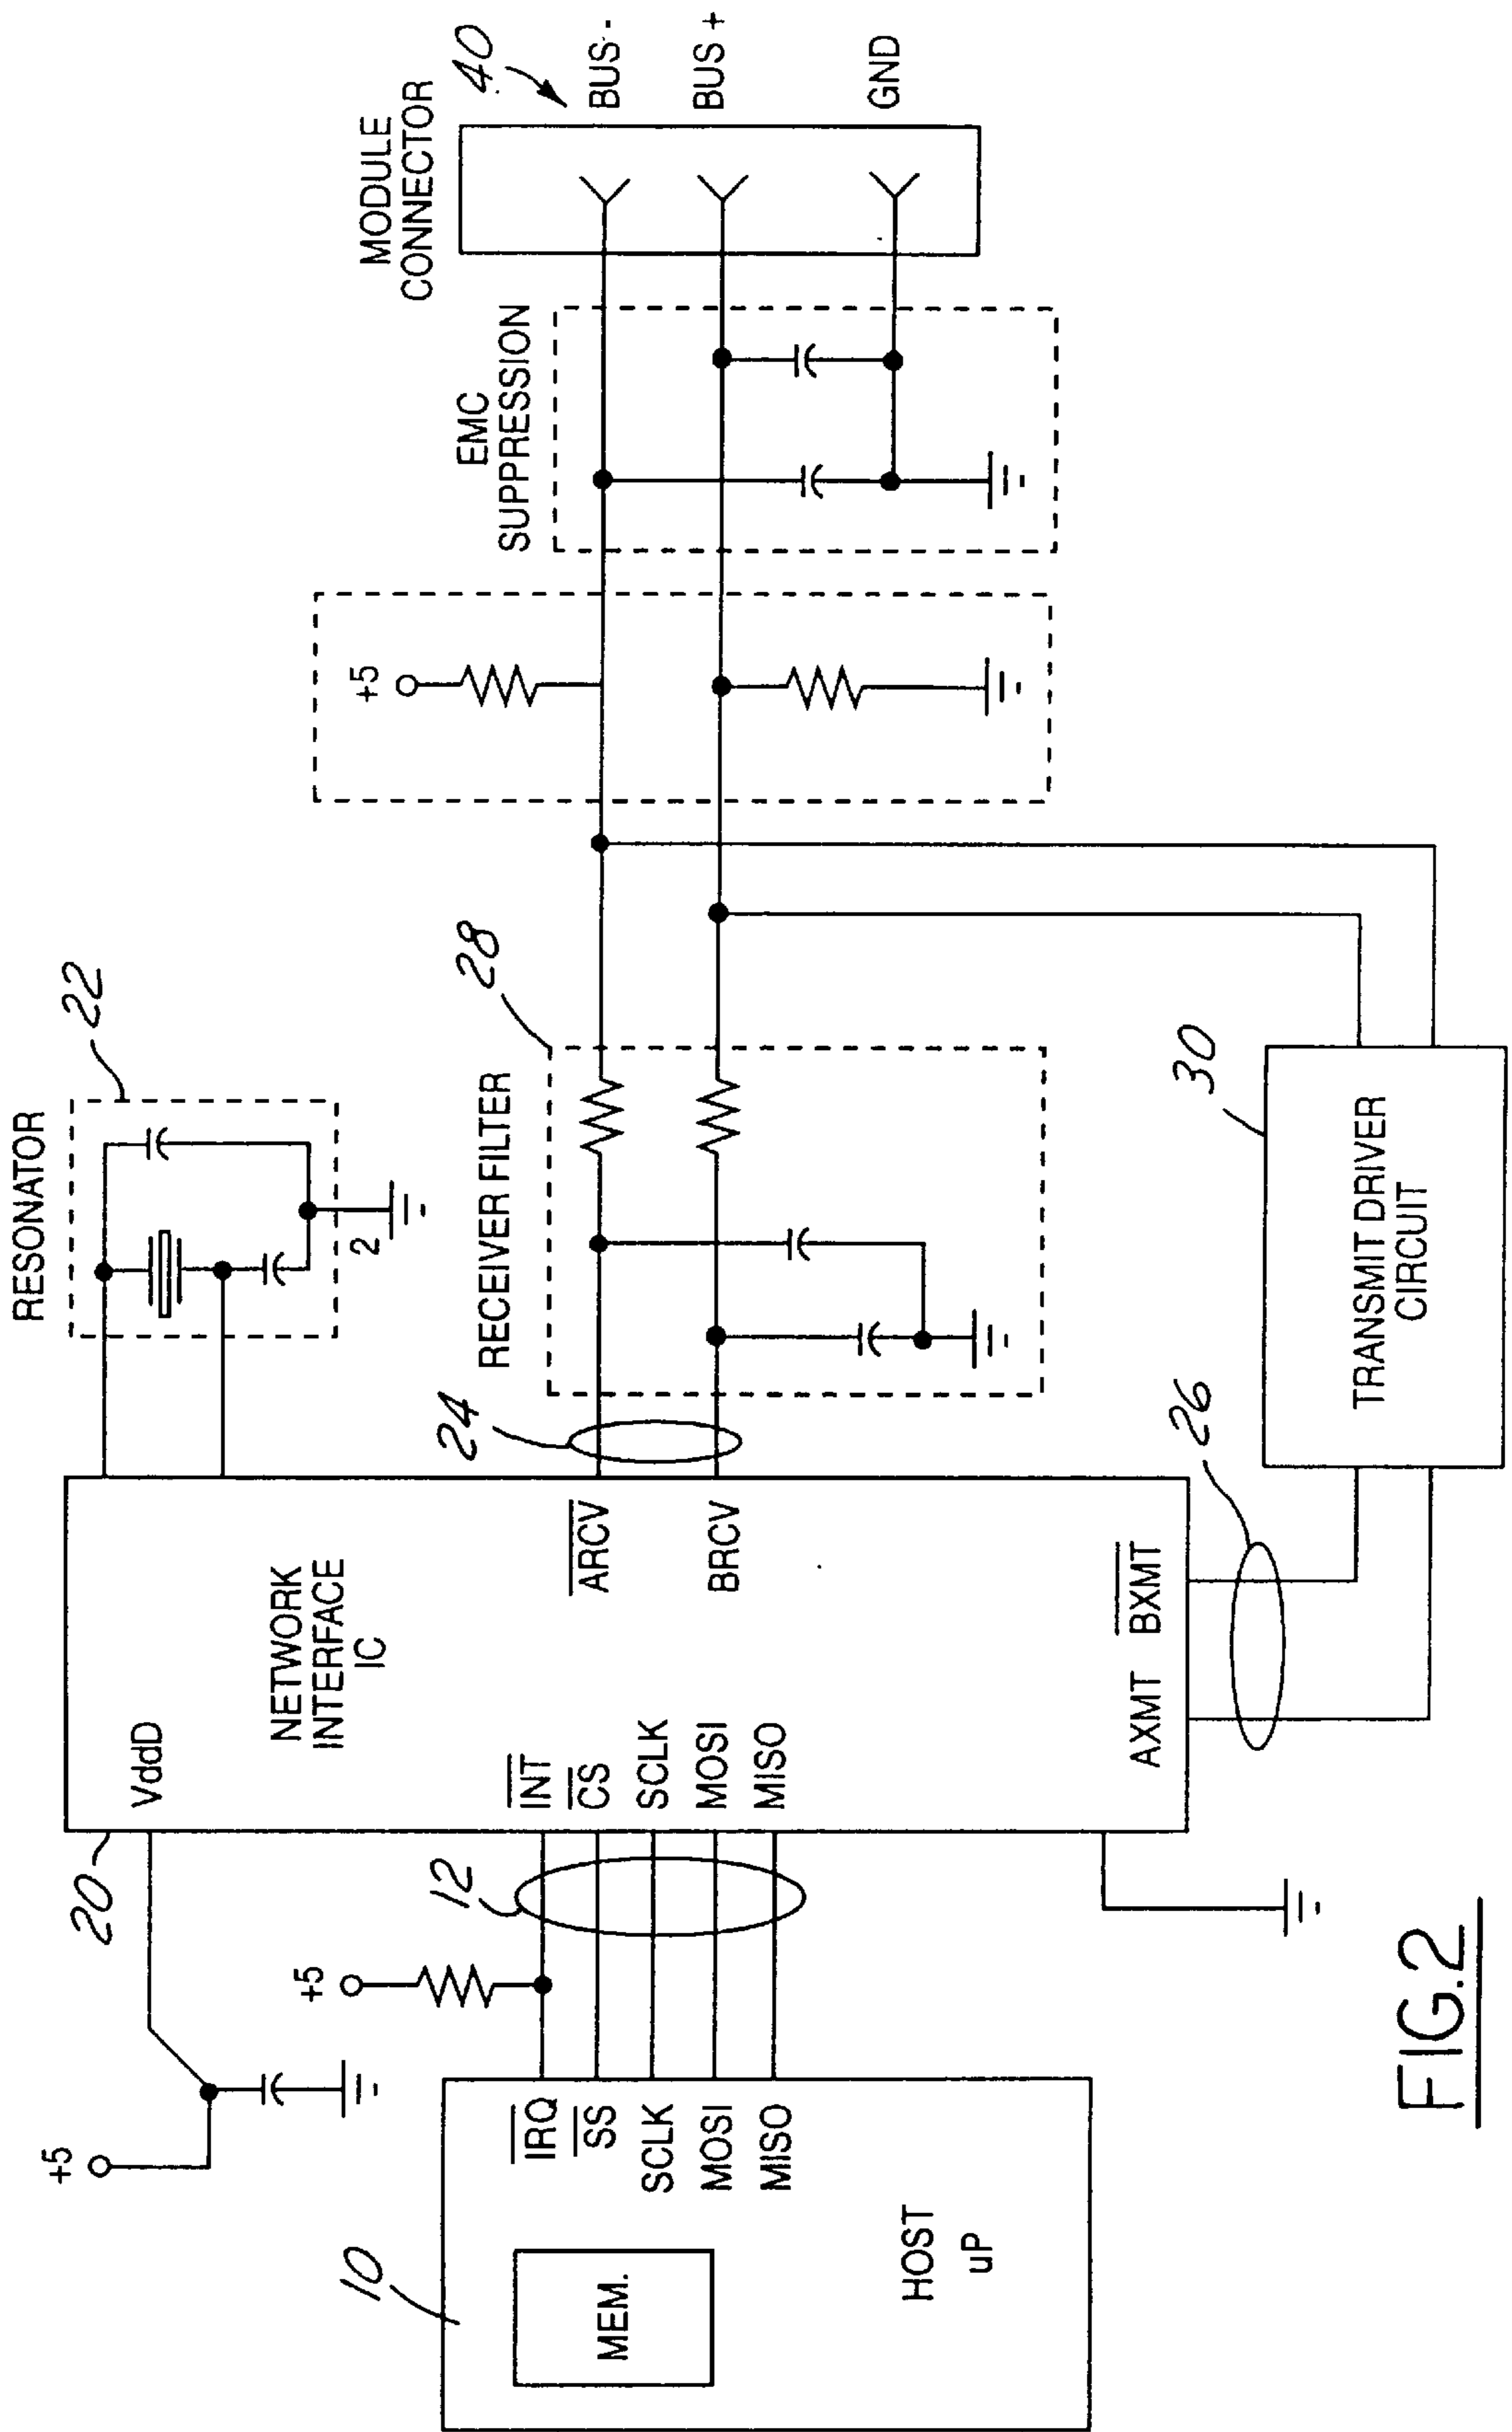 MODULE
CONNECTOR
40
BUS -
BUS +
GND
EMC
SUPPRESSION
+5
RESONATOR
22
2
RECEIVER FILTER
28
24
TRANSMIT DRIVER
CIRCUIT
30
26
20
VddD
NETWORK
INTERFACE
IC
ARCV
BRCV
INT
CS
SCLK
MOSI
MISO
AXMT
BXMT
12
+5
+5
10
MEM.
HOST
uP
IRQ
SS
SCLK
MOSI
MISO
FIG.2